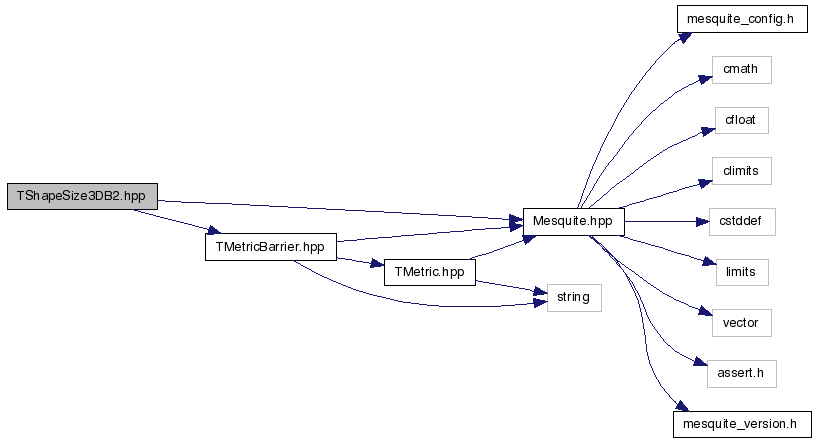 mesquite_config.h
cmath
cfloat
climits
TShapeSize3DB2.hpp
Mesquite.hpp
cstddef
TMetricBarrier.hpp
TMetric.hpp
limits
string
vector
assert.h
mesquite_version.h